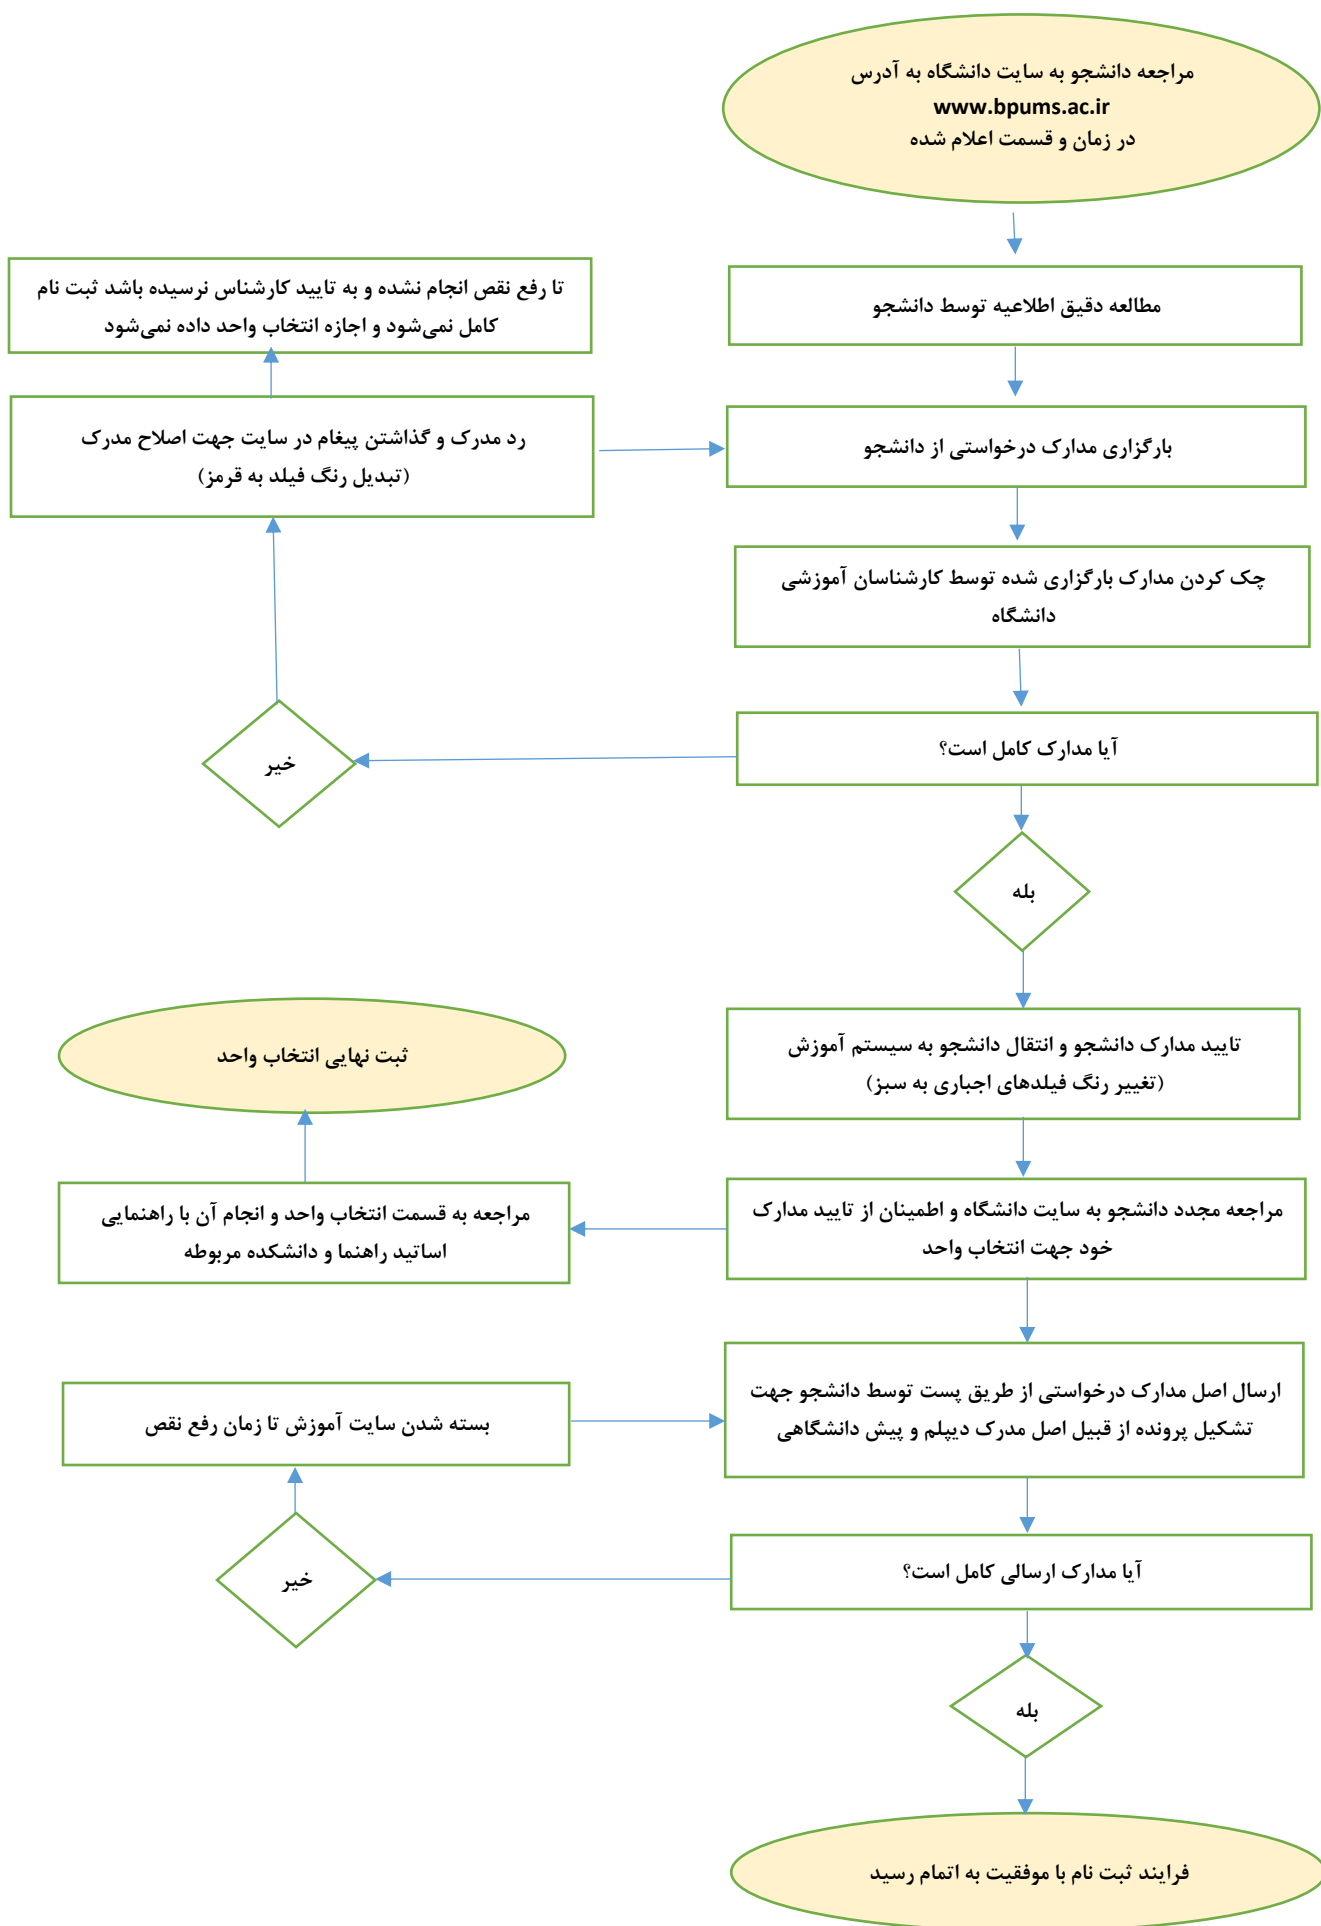 مراجعه دانشجو به سایت دانشگاه به آدرس
www.bpums.ac.ir
در زمان و قسمت اعلام شده
مطالعه دقیق اطلاعیه توسط دانشجو
تا رفع نقص انجام نشده و به تایید کارشناس نرسیده باشد ثبت نام
کامل نمی‌شود و اجازه انتخاب واحد داده نمی‌شود
بارگزاری مدارک درخواستی از دانشجو
رد مدرک و گذاشتن پیغام در سایت جهت اصلاح مدرک
(تبدیل رنگ فیلد به قرمز)
چک کردن مدارک بارگزاری شده توسط کارشناسان آموزشی
دانشگاه
آیا مدارک کامل است؟
خیر
بله
تایید مدارک دانشجو و انتقال دانشجو به سیستم آموزش
(تغییر رنگ فیلدهای اجباری به سبز)
ثبت نهایی انتخاب واحد
مراجعه مجدد دانشجو به سایت دانشگاه و اطمینان از تایید مدارک
خود جهت انتخاب واحد
مراجعه به قسمت انتخاب واحد و انجام آن با راهنمایی
اساتید راهنما و دانشکده مربوطه
ارسال اصل مدارک درخواستی از طریق پست توسط دانشجو جهت
تشکیل پرونده از قبیل اصل مدرک دیپلم و پیش دانشگاهی
بسته شدن سایت آموزش تا زمان رفع نقص
آیا مدارک ارسالی کامل است؟
خیر
بله
فرایند ثبت نام با موفقیت به اتمام رسید